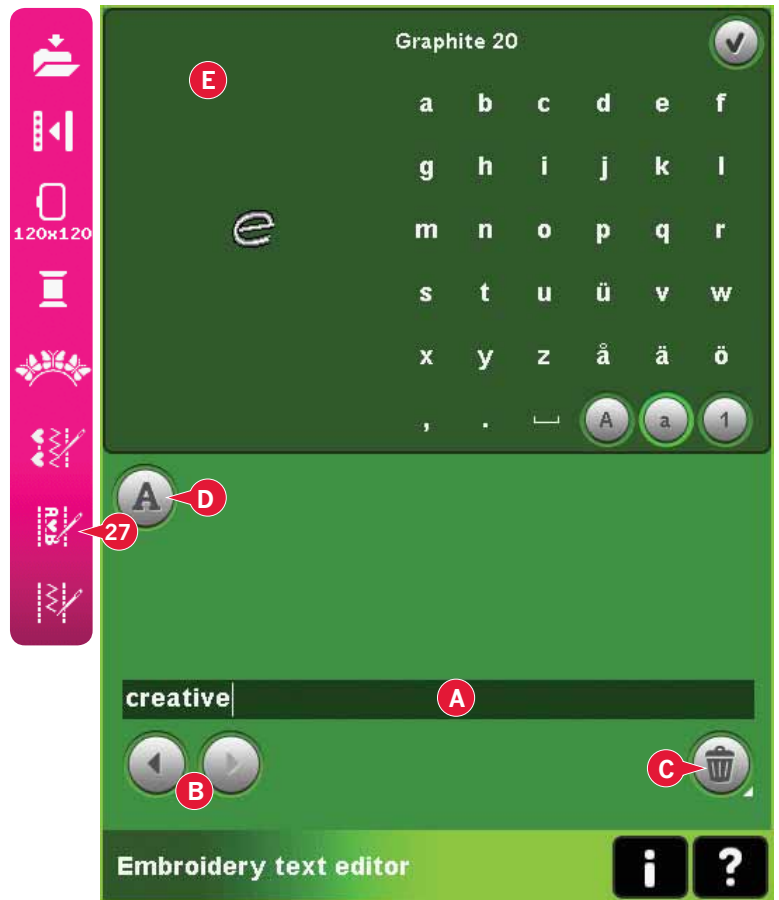 Graphite 20
E
a b c d e f
g h i j k l
120x120
e
m n o p q r
s t u ü v w
x y z å ä ö
, . A a 1
A D
A♥B 27
creative A
B C
Embroidery text editor i ?